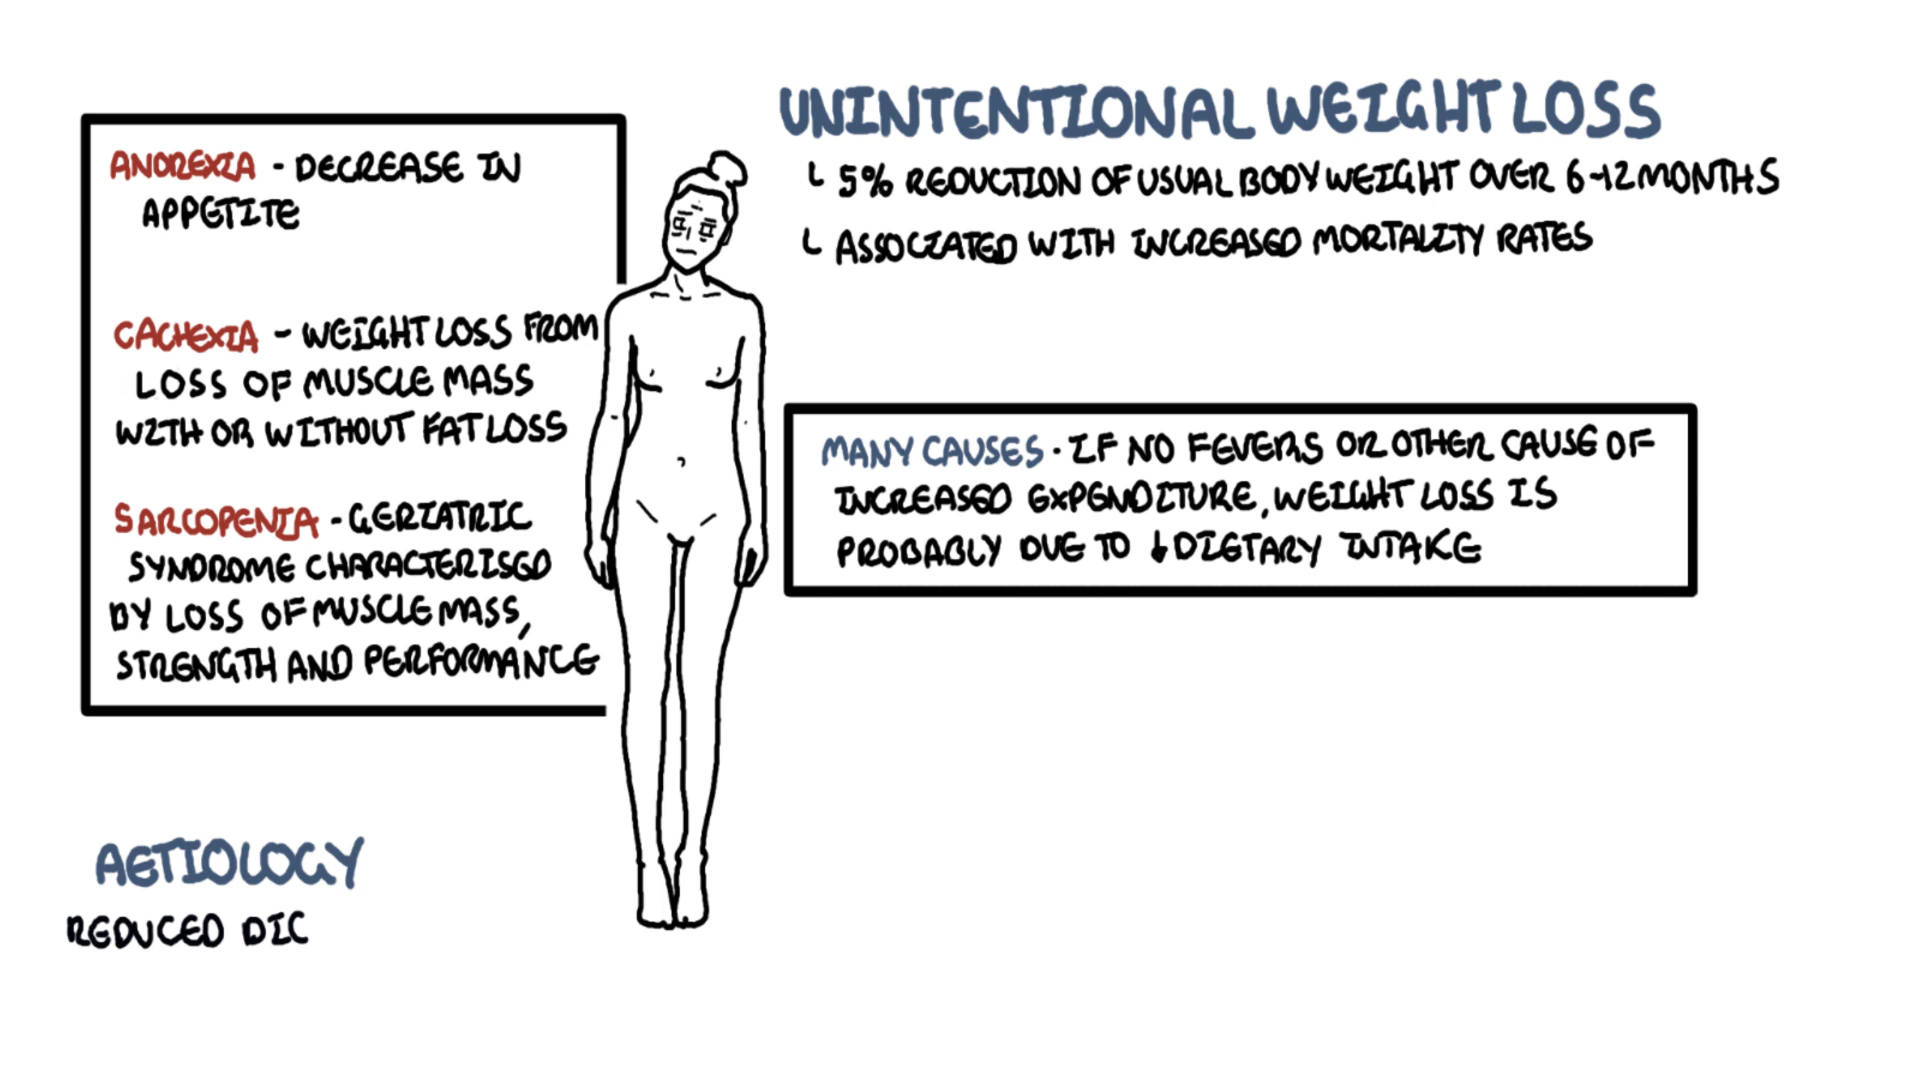 UNINTENTIONAL WEIGHT LOSS
└ 5% REDUCTION OF USUAL BODY WEIGHT OVER 6-12 MONTHS
└ ASSOCIATED WITH INCREASED MORTALITY RATES
ANOREXIA - DECREASE IN
APPETITE
CACHEXIA - WEIGHT LOSS FROM
LOSS OF MUSCLE MASS
WITH OR WITHOUT FAT LOSS
SARCOPENIA - GERIATRIC
SYNDROME CHARACTERISED
BY LOSS OF MUSCLE MASS,
STRENGTH AND PERFORMANCE
MANY CAUSES · IF NO FEVERS OR OTHER CAUSE OF
INCREASED EXPENDITURE, WEIGHT LOSS IS
PROBABLY DUE TO ↓ DIETARY INTAKE
AETIOLOGY
REDUCED DIC